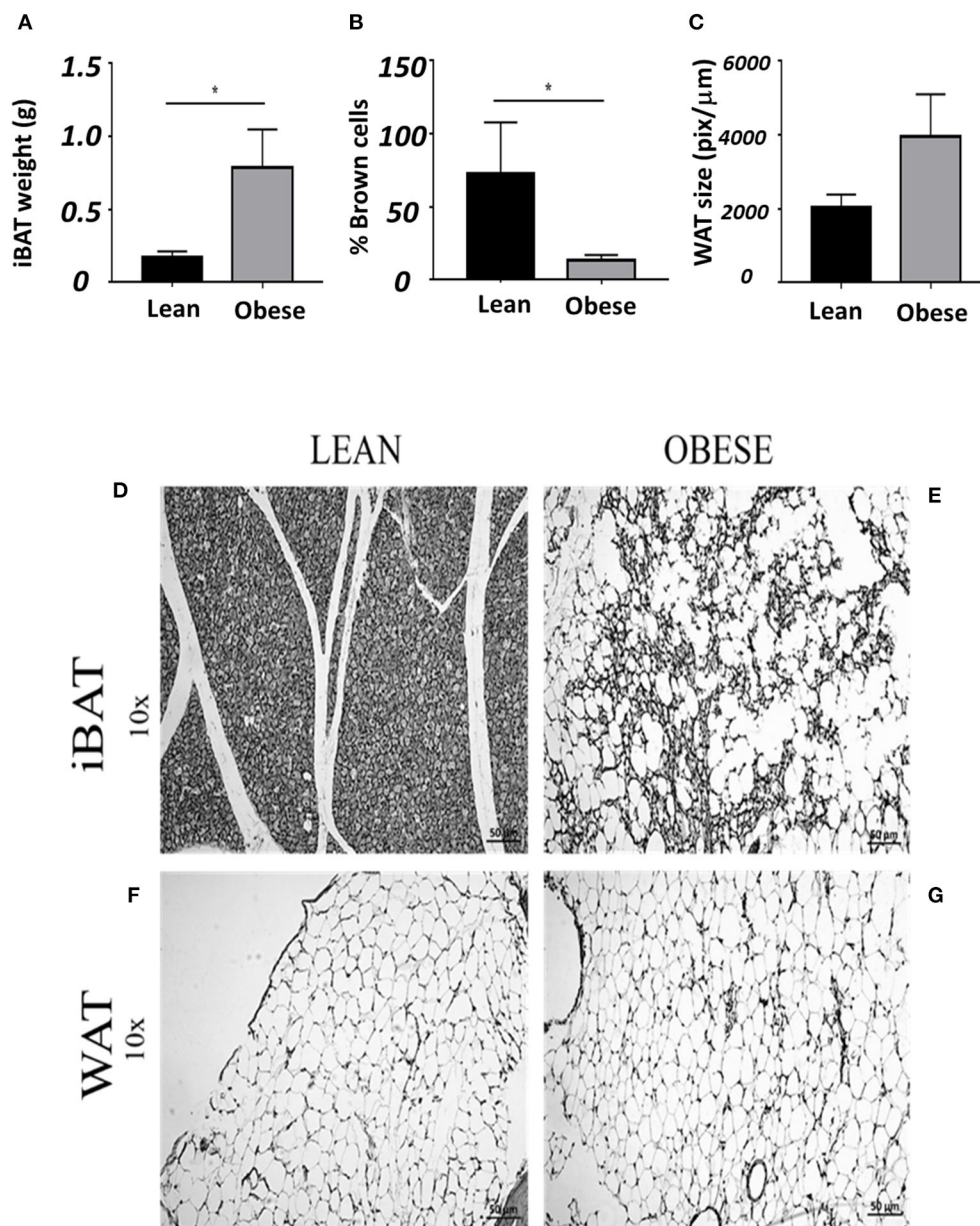 A
iBAT weight (g)
1.5
1.0
0.5
0
*
Lean
Obese
B
% Brown cells
150
100
50
0
*
Lean
Obese
C
WAT size (pix/μm)
6000
4000
2000
0
Lean
Obese
LEAN
OBESE
D
E
iBAT
10x
50 μm
50 μm
F
G
WAT
10x
50 μm
50 μm